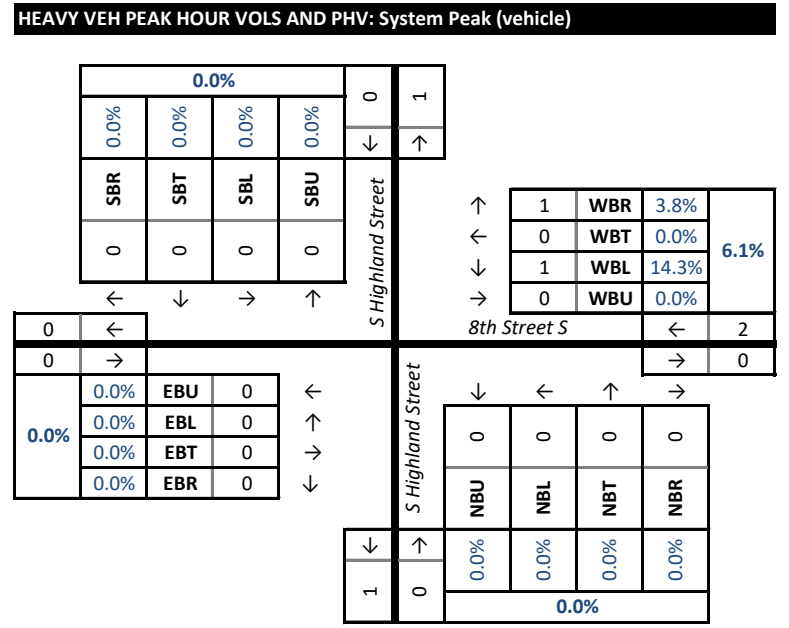 HEAVY VEH PEAK HOUR VOLS AND PHV: System Peak (vehicle)
0.0%
0 1
0.0% 0.0% 0.0% 0.0%
↓ ↑
SBR SBT SBL SBU
0 0 0 0
← ↓ → ↑
S Highland Street
↑ 1 WBR 3.8%
← 0 WBT 0.0%
↓ 1 WBL 14.3%
→ 0 WBU 0.0%
6.1%
0 ←
8th Street S
← 2
0 →
→ 0
0.0%
0.0% EBU 0 ←
0.0% EBL 0 ↑
0.0% EBT 0 →
0.0% EBR 0 ↓
S Highland Street
↓ ← ↑ →
0 0 0 0
NBU NBL NBT NBR
↓ ↑
1 0
0.0% 0.0% 0.0% 0.0%
0.0%